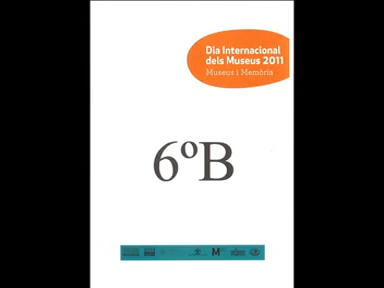 Dia Internacional
dels Museus 2011
Museus i Memòria
6ºB
M